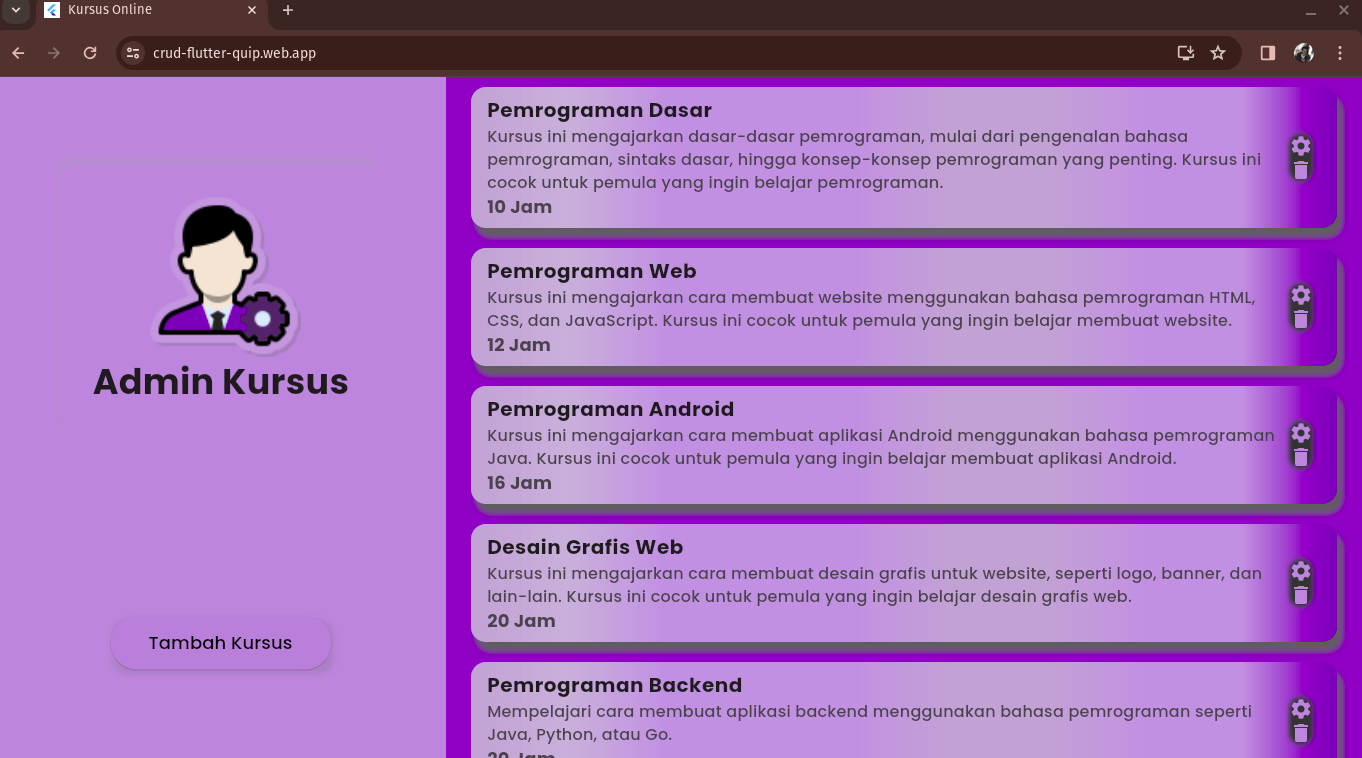 Kursus Online
crud-flutter-quip.web.app
Admin Kursus
Tambah Kursus
Pemrograman Dasar
Kursus ini mengajarkan dasar-dasar pemrograman, mulai dari pengenalan bahasa
pemrograman, sintaks dasar, hingga konsep-konsep pemrograman yang penting. Kursus ini
cocok untuk pemula yang ingin belajar pemrograman.
10 Jam
Pemrograman Web
Kursus ini mengajarkan cara membuat website menggunakan bahasa pemrograman HTML,
CSS, dan JavaScript. Kursus ini cocok untuk pemula yang ingin belajar membuat website.
12 Jam
Pemrograman Android
Kursus ini mengajarkan cara membuat aplikasi Android menggunakan bahasa pemrograman
Java. Kursus ini cocok untuk pemula yang ingin belajar membuat aplikasi Android.
16 Jam
Desain Grafis Web
Kursus ini mengajarkan cara membuat desain grafis untuk website, seperti logo, banner, dan
lain-lain. Kursus ini cocok untuk pemula yang ingin belajar desain grafis web.
20 Jam
Pemrograman Backend
Mempelajari cara membuat aplikasi backend menggunakan bahasa pemrograman seperti
Java, Python, atau Go.